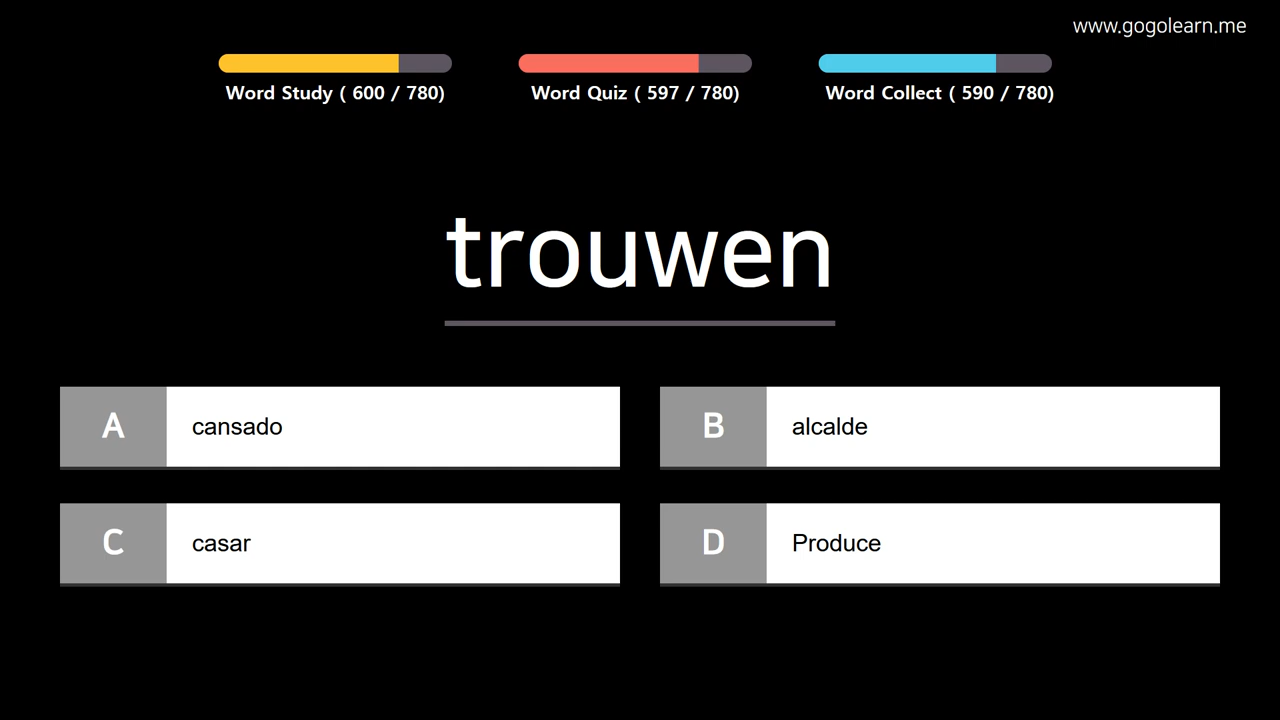 www.gogolearn.me
Word Study ( 600 / 780)
Word Quiz ( 597 / 780)
Word Collect ( 590 / 780)
trouwen
A cansado
B alcalde
C casar
D Produce